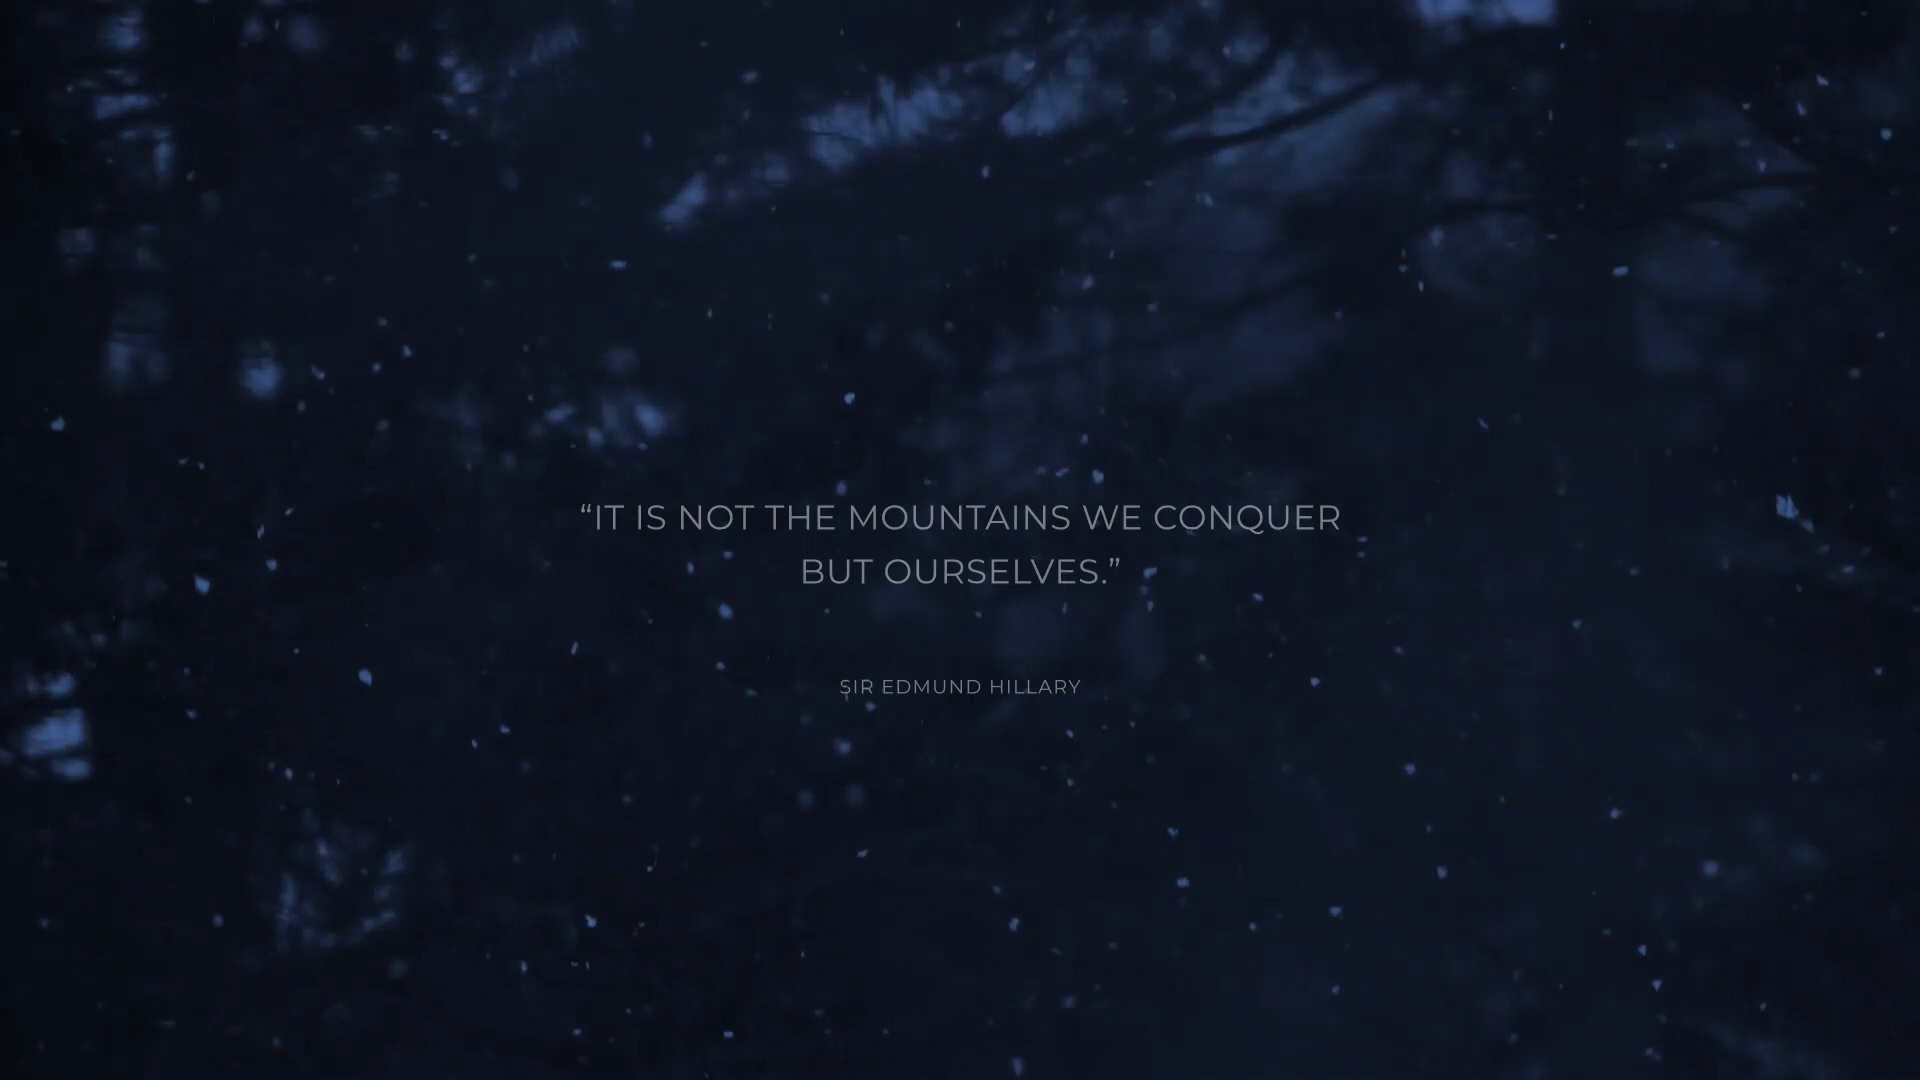 “IT IS NOT THE MOUNTAINS WE CONQUER
BUT OURSELVES.”
SIR EDMUND HILLARY